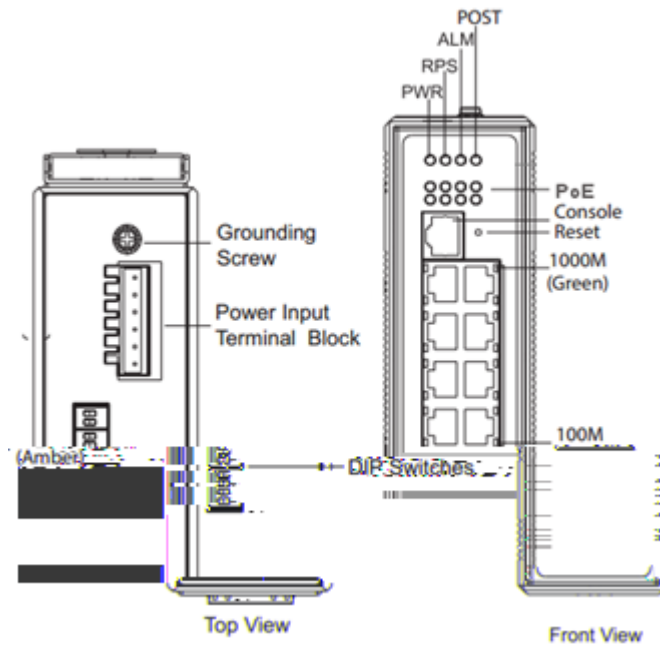 POST
ALM
RPS
PWR
PoE
Console
Reset
1000M
(Green)
Grounding
Screw
Power Input
Terminal Block
100M
(Amber)
DIP Switches
Top View
Front View